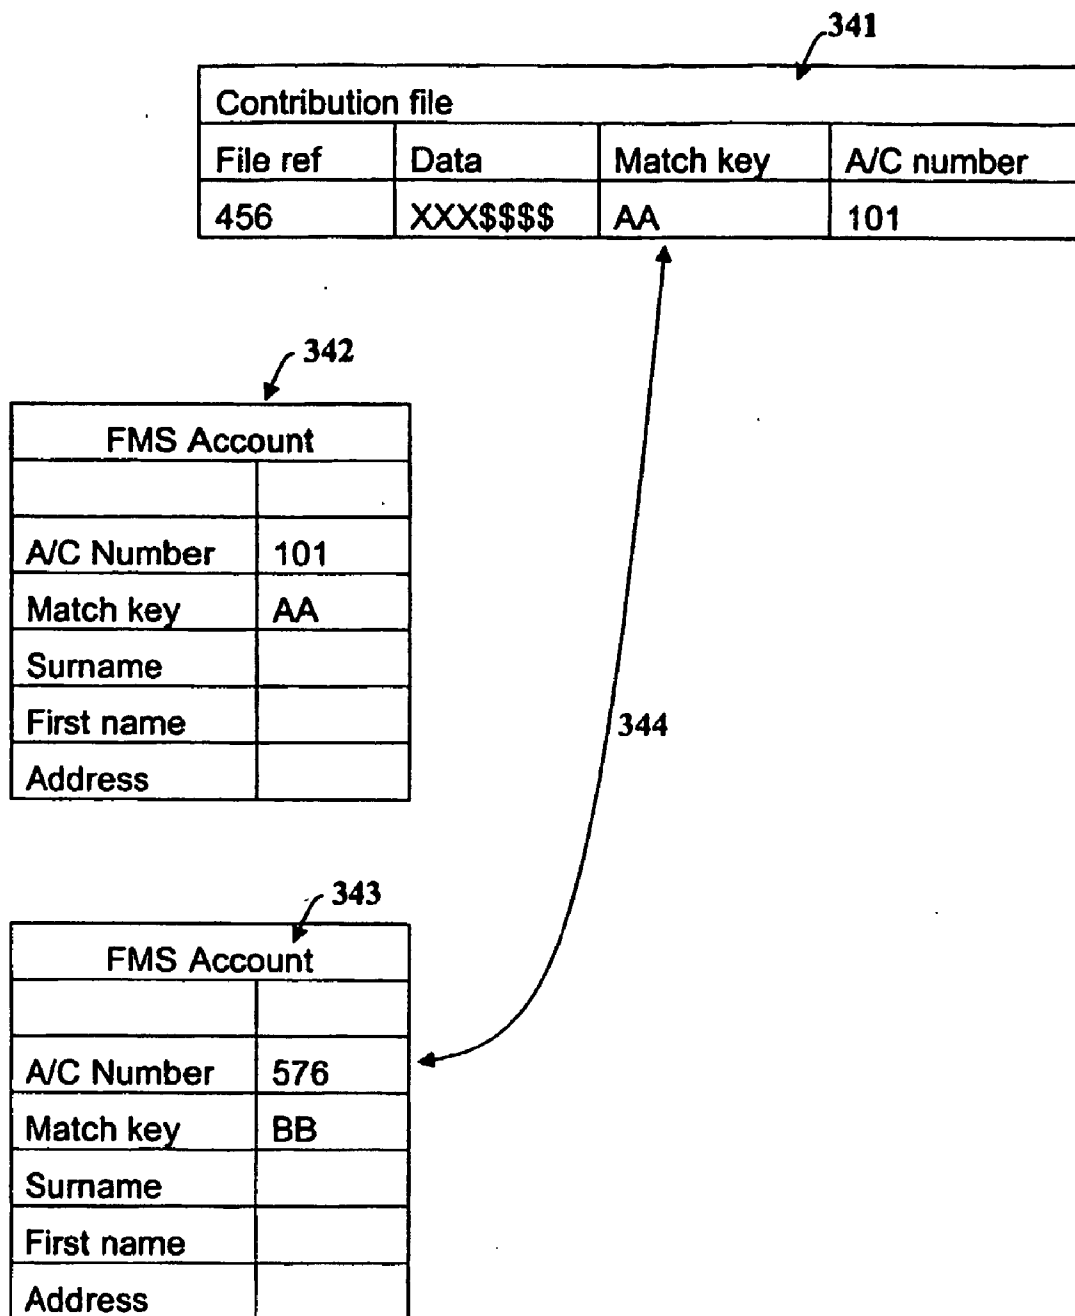 341
Contribution file
File ref Data Match key A/C number
456 XXX$$$$ AA 101
342
FMS Account
A/C Number 101
Match key AA
Surname
First name
Address
344
343
FMS Account
A/C Number 576
Match key BB
Surname
First name
Address